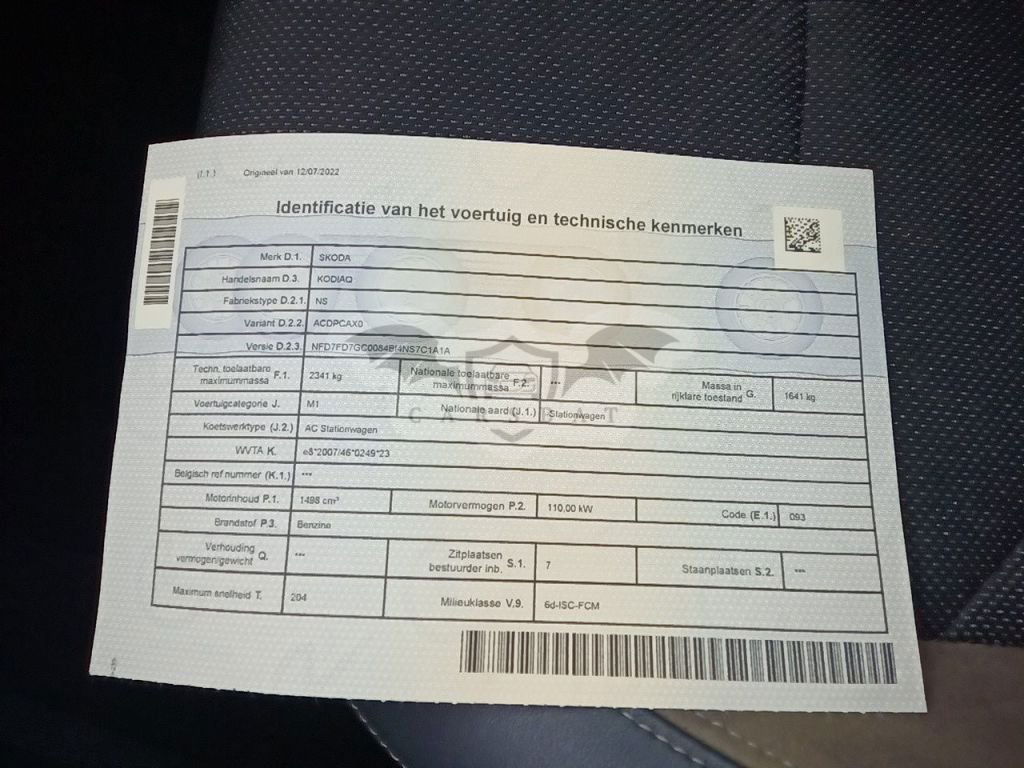 (I.1.) Origineel van 12/07/2022
Identificatie van het voertuig en technische kenmerken
Merk D.1. SKODA
Handelsnaam D.3. KODIAQ
Fabriekstype D.2.1. NS
Variant D.2.2. ACDPCAX0
Versie D.2.3. NFD7FD7GC0084BI4NS7C1A1A
Techn. toelaatbare maximummassa F.1. 2341 kg Nationale toelaatbare maximummassa F.2. --- Massa in rijklare toestand G. 1641 kg
Voertuigcategorie J. M1 Nationale aard (J.1.) Stationwagen
CARSBAT
Koetswerktype (J.2.) AC Stationwagen
WVTA K. e8*2007/46*0249*23
Belgisch ref nummer (K.1.) ---
Motorinhoud P.1. 1498 cm³ Motorvermogen P.2. 110,00 kW Code (E.1.) 093
Brandstof P.3. Benzine
Verhouding vermogen/gewicht Q. --- Zitplaatsen bestuurder inb. S.1. 7 Staanplaatsen S.2. ---
Maximum snelheid T. 204 Milieuklasse V.9. 6d-ISC-FCM